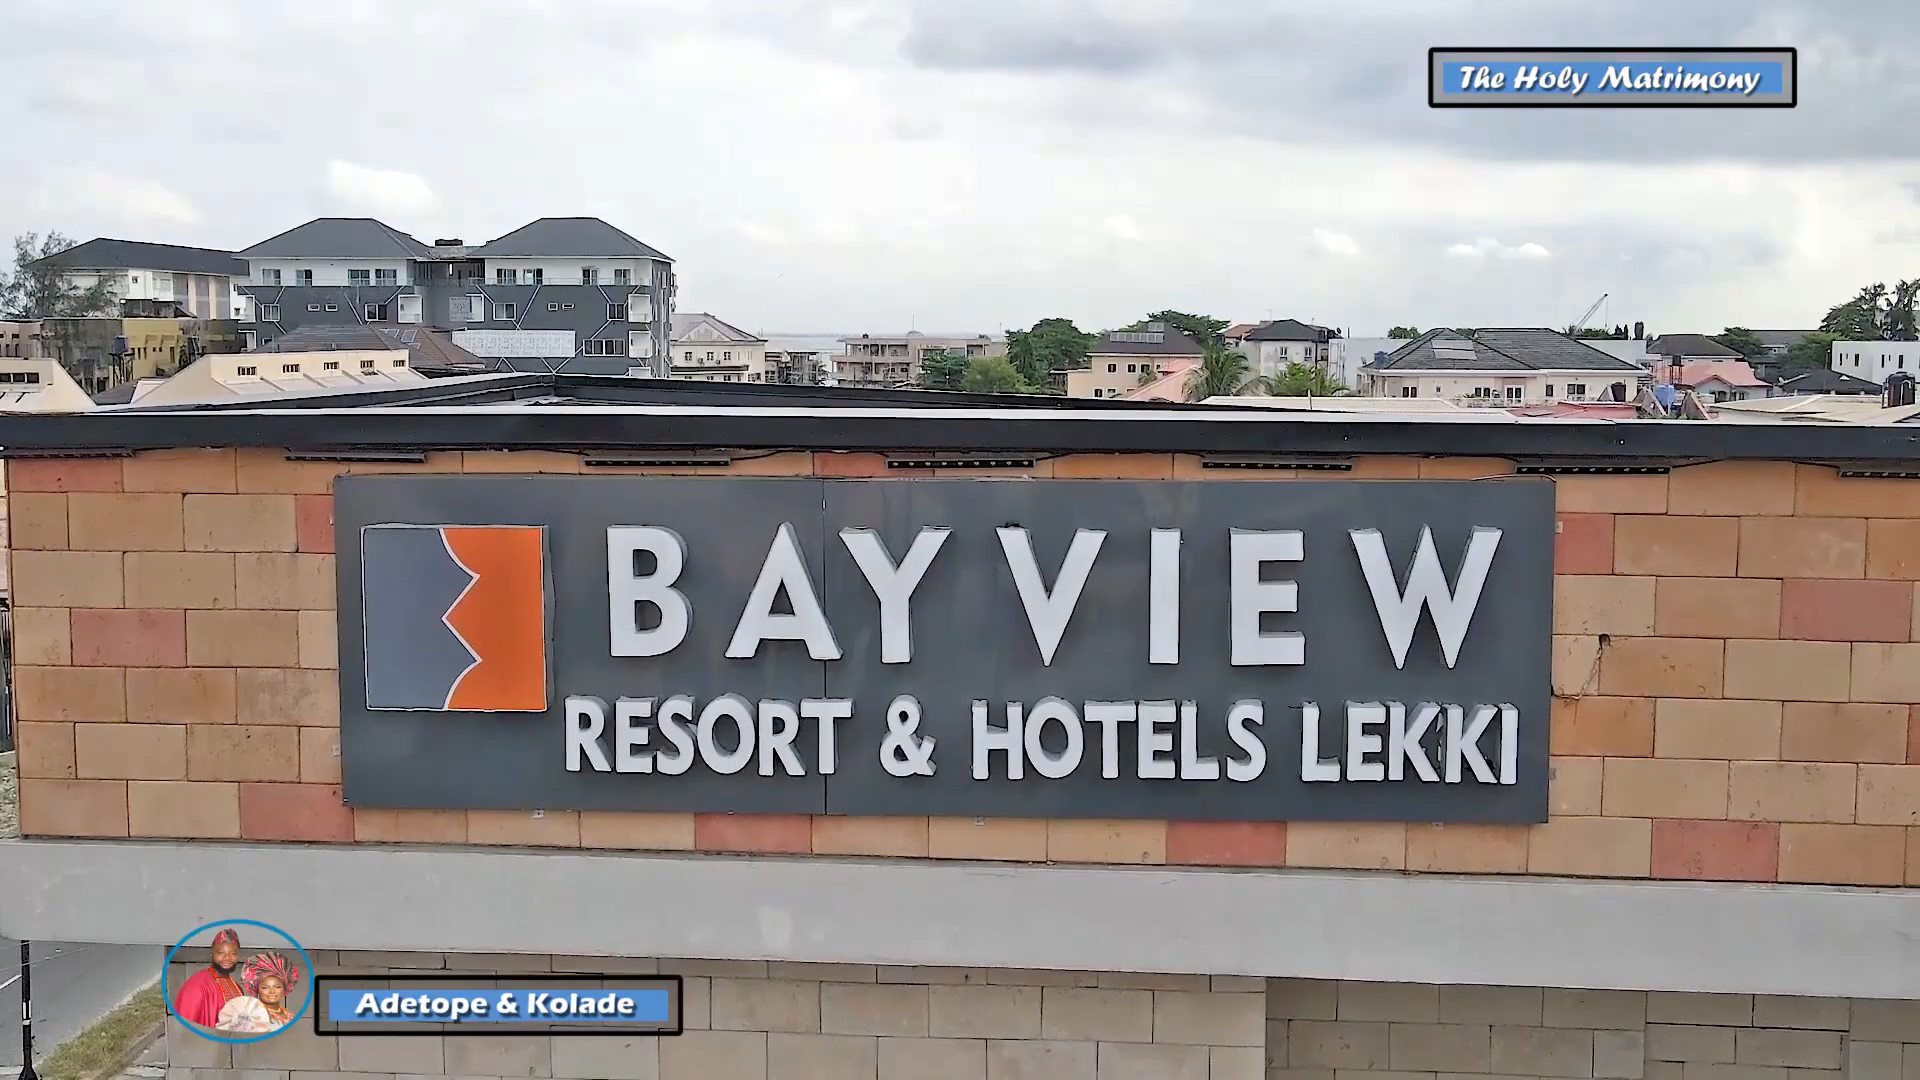 The Holy Matrimony
BAYVIEW
RESORT & HOTELS LEKKI
Adetope & Kolade